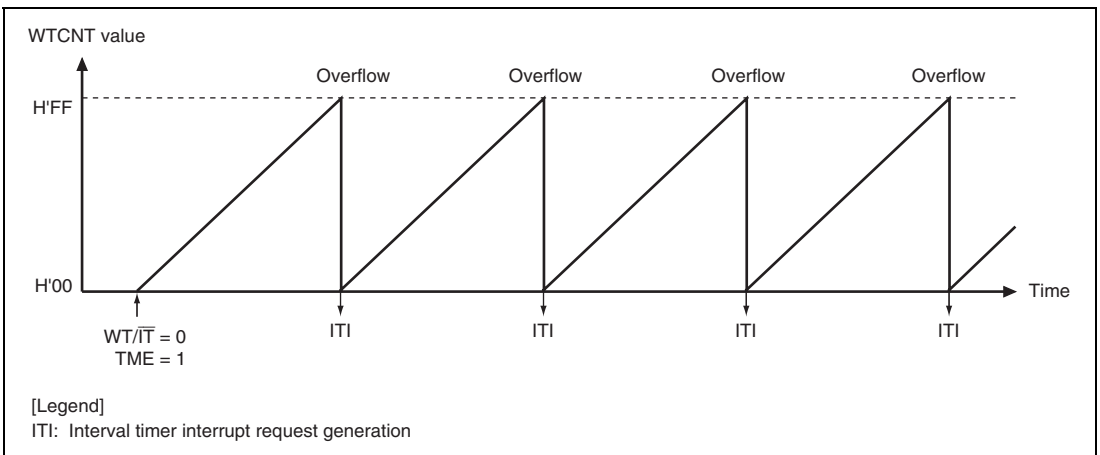 WTCNT value
Overflow Overflow Overflow Overflow
H'FF
H'00
Time
WT/I̅T̅ = 0
TME = 1
ITI ITI ITI ITI
[Legend]
ITI: Interval timer interrupt request generation